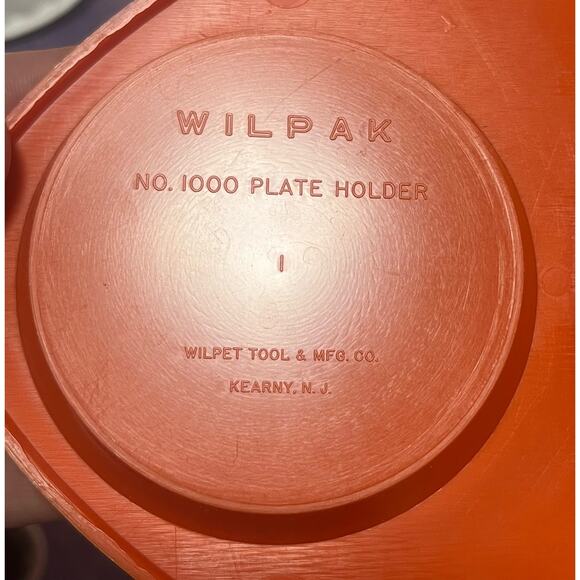 WILPAK
NO. 1000 PLATE HOLDER
1
WILPET TOOL & MFG. CO.
KEARNY, N. J.